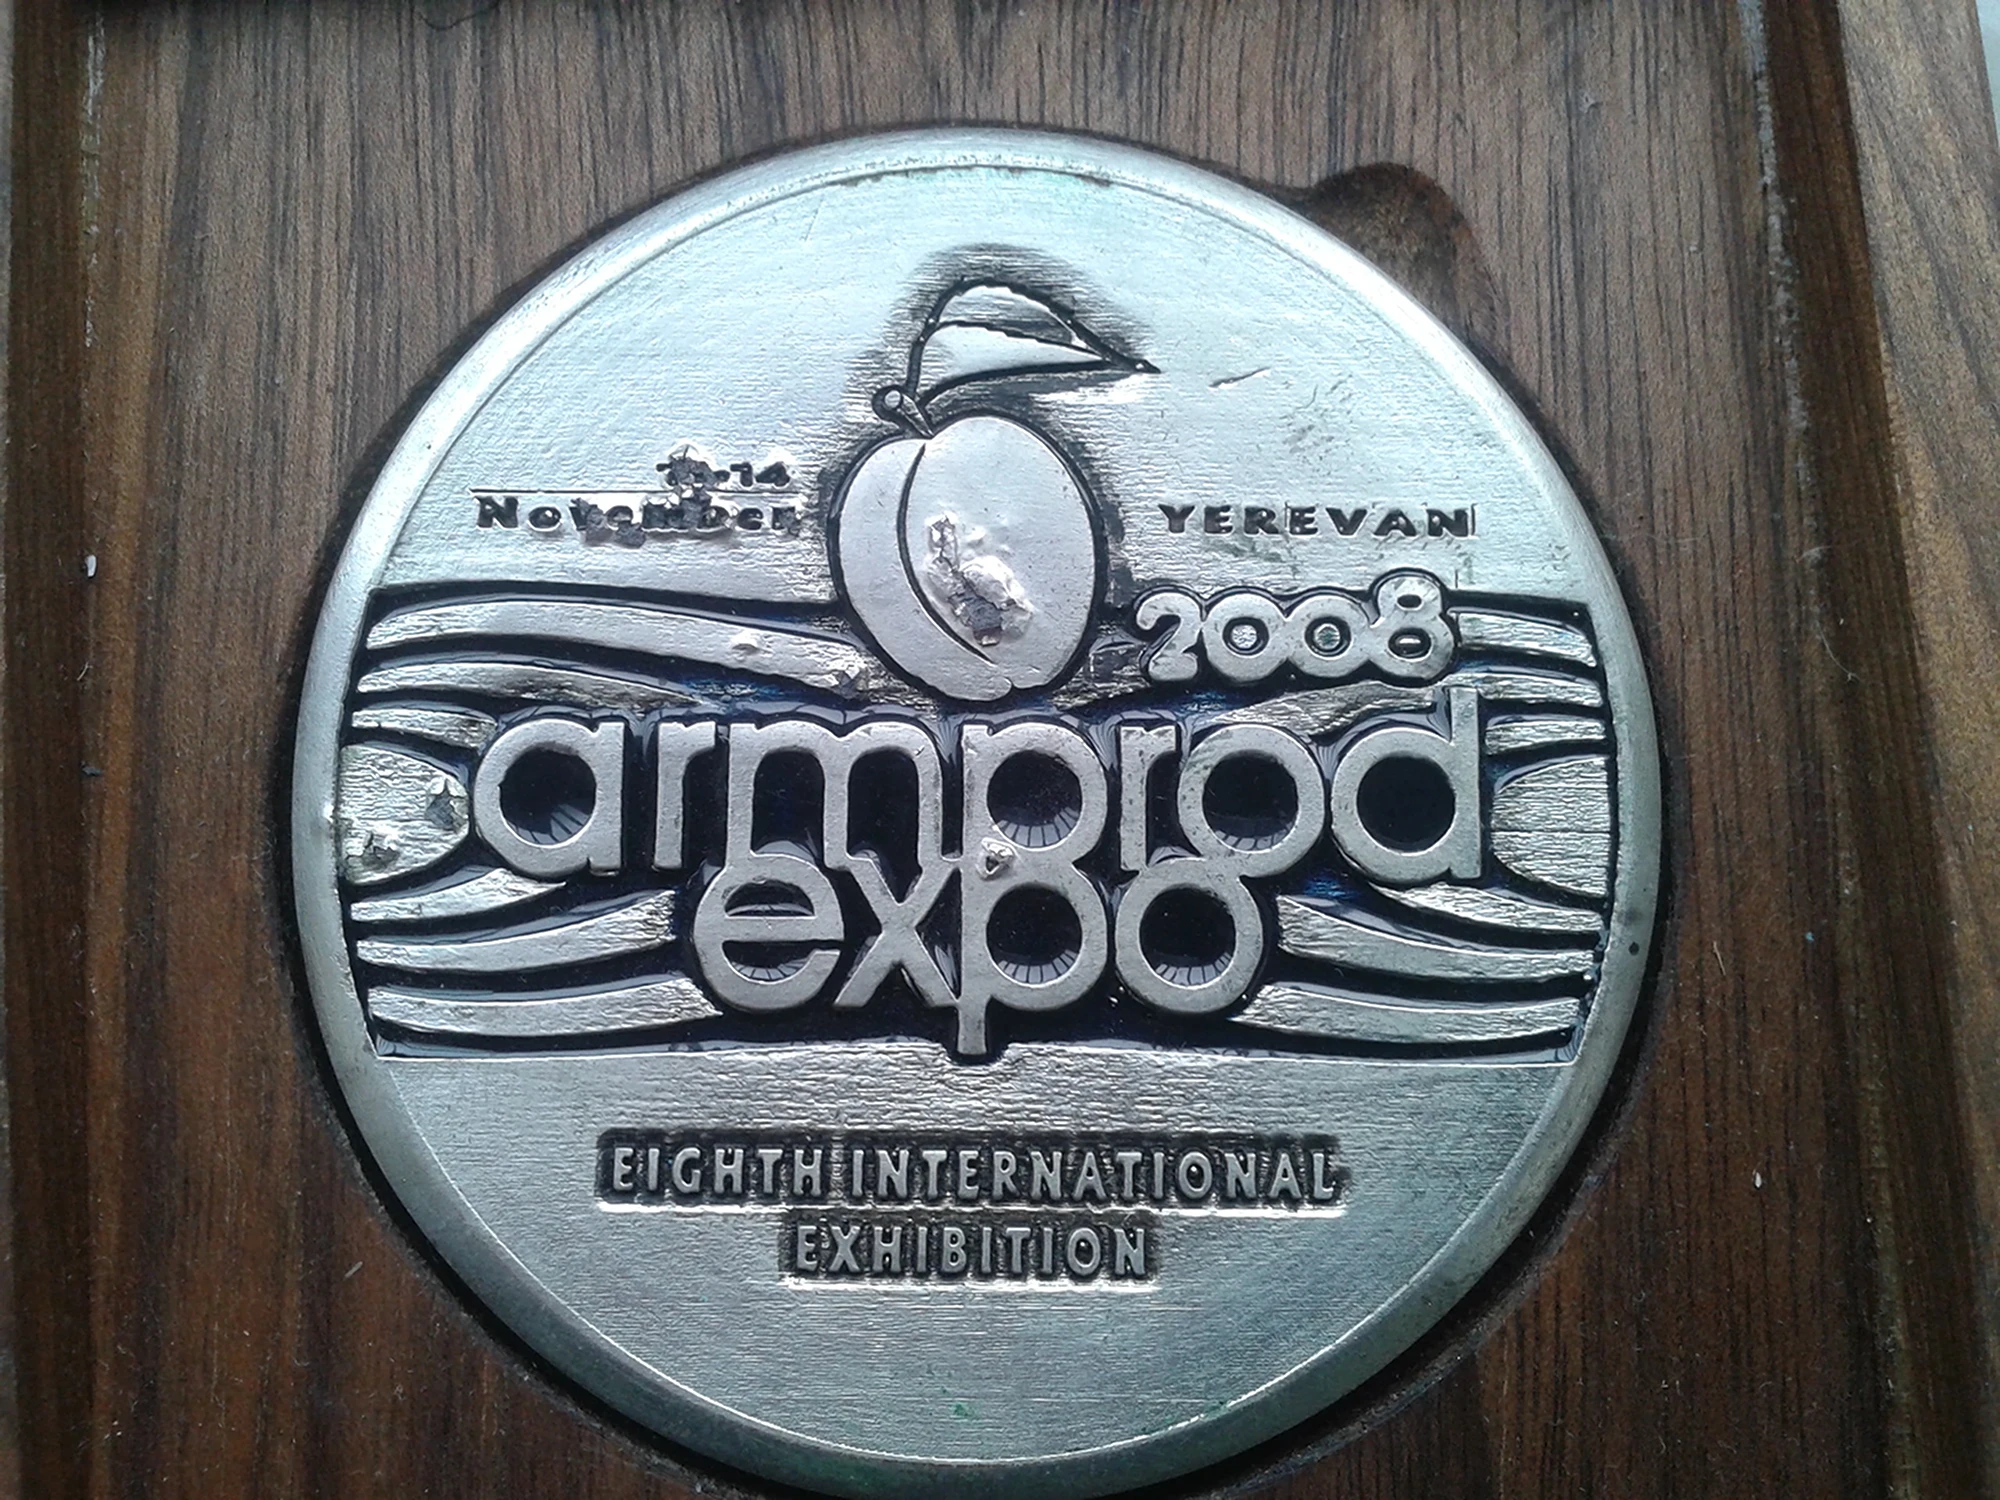 November
YEREVAN
2008
armprod
expo
EIGHTH INTERNATIONAL
EXHIBITION